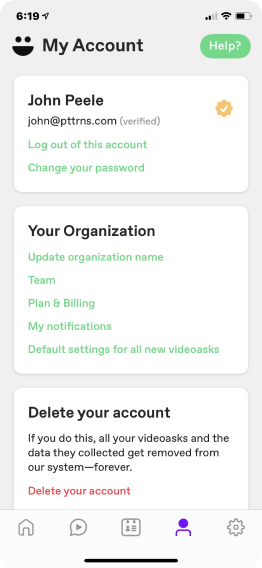 6:19
My Account
Help?
John Peele
john@pttrns.com (verified)
Log out of this account
Change your password
Your Organization
Update organization name
Team
Plan & Billing
My notifications
Default settings for all new videoasks
Delete your account
If you do this, all your videoasks and the
data they collected get removed from
our system—forever.
Delete your account